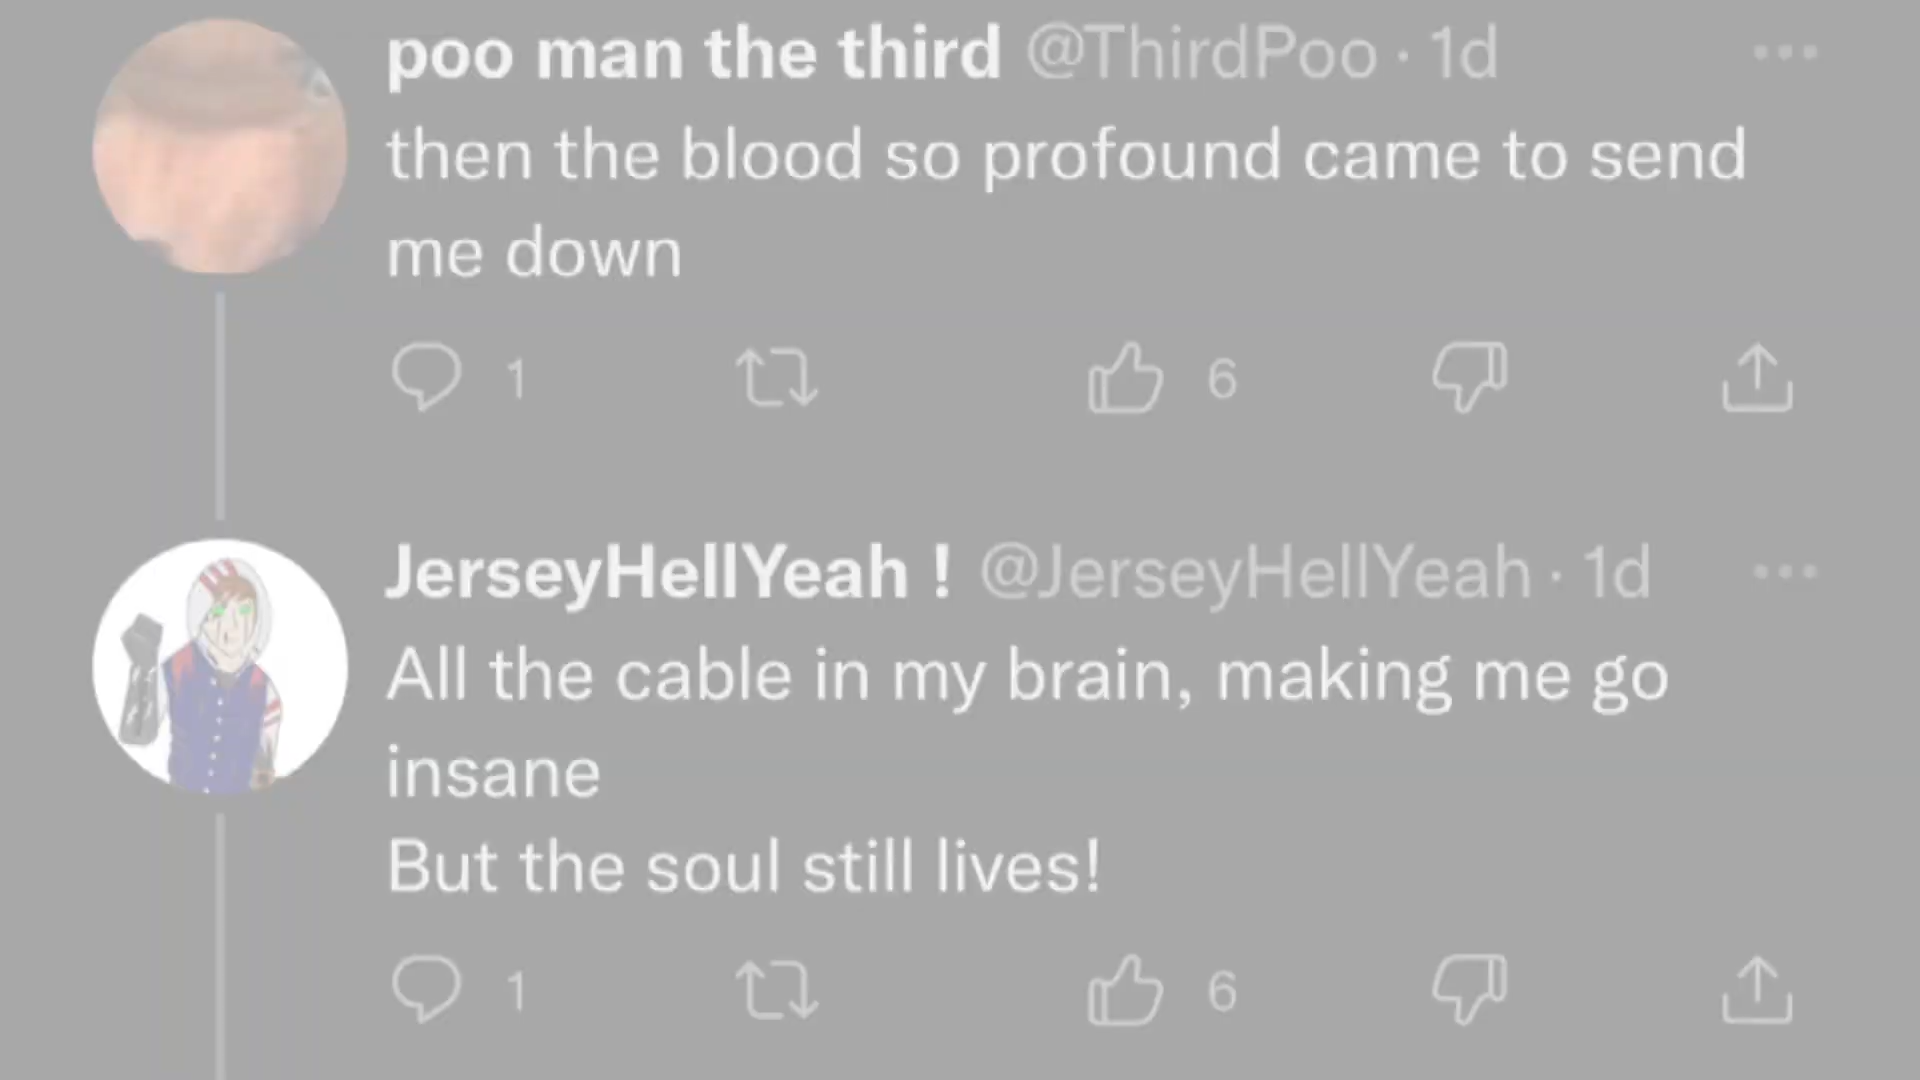 poo man the third @ThirdPoo · 1d
then the blood so profound came to send
me down
1 6
JerseyHellYeah ! @JerseyHellYeah · 1d
All the cable in my brain, making me go
insane
But the soul still lives!
1 6